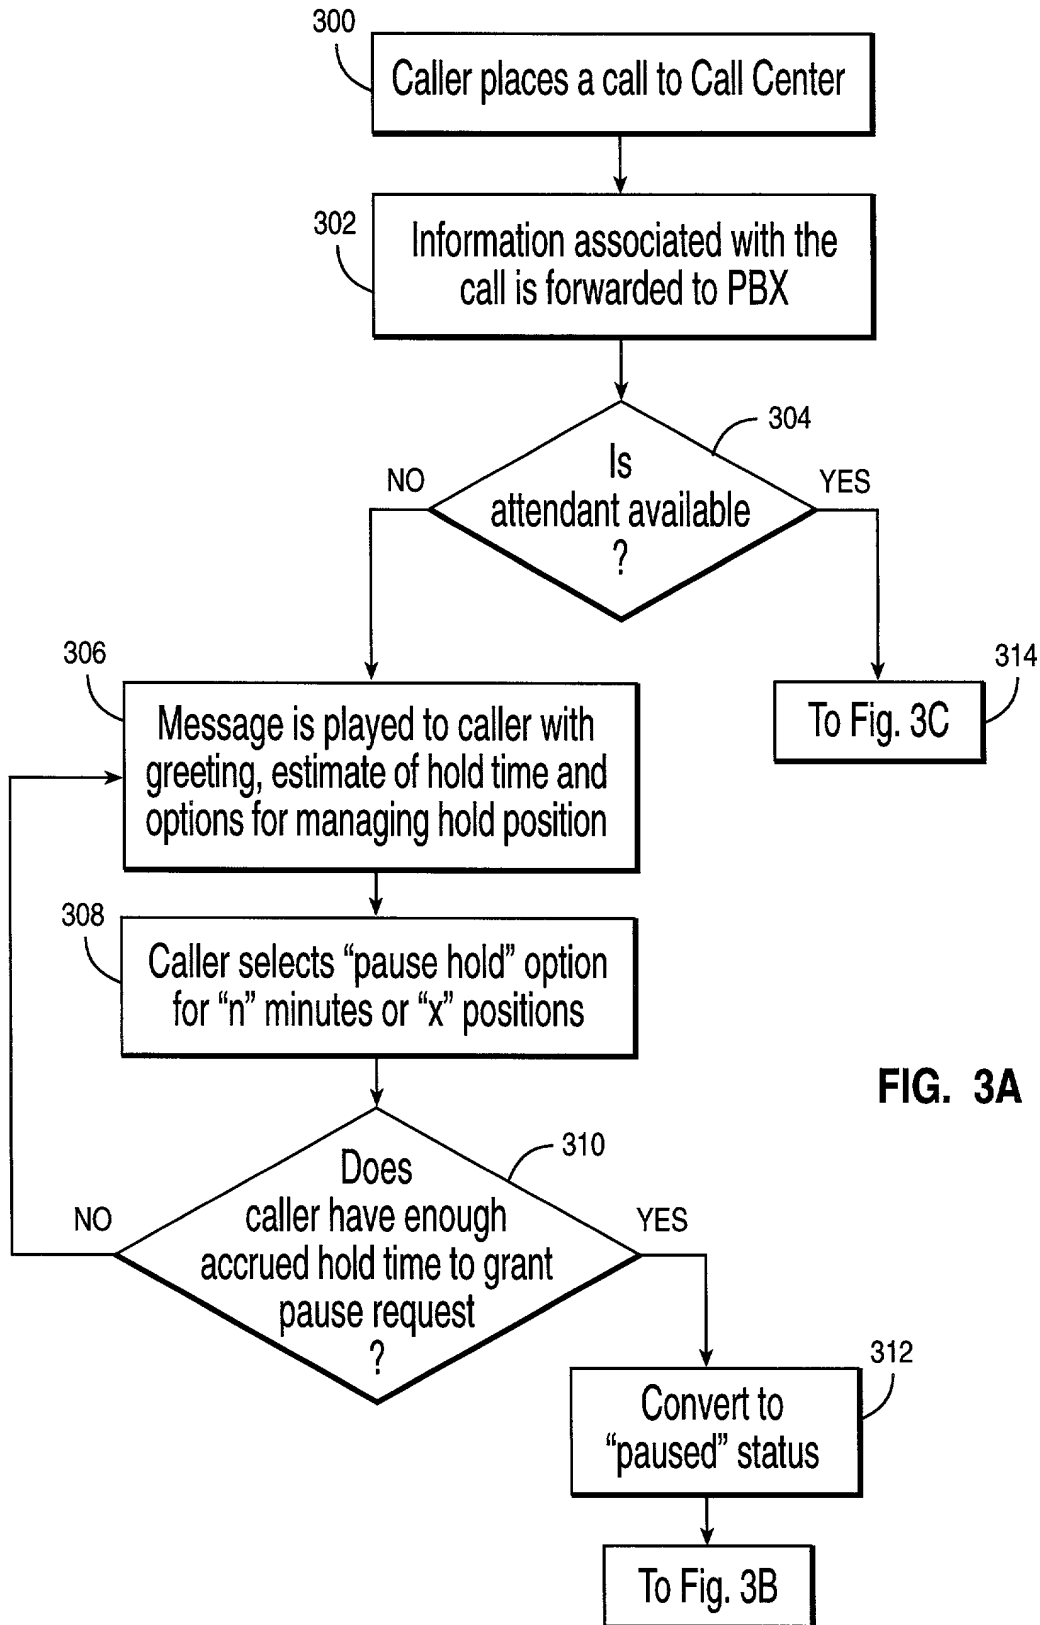 300
Caller places a call to Call Center
302
Information associated with the
call is forwarded to PBX
304
Is
attendant available
?
NO
YES
306
Message is played to caller with
greeting, estimate of hold time and
options for managing hold position
314
To Fig. 3C
308
Caller selects “pause hold” option
for “n” minutes or “x” positions
FIG. 3A
310
Does
caller have enough
accrued hold time to grant
pause request
?
NO
YES
312
Convert to
“paused” status
To Fig. 3B